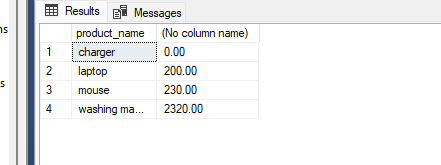 Results Messages
product_name (No column name)
1 charger 0.00
2 laptop 200.00
3 mouse 230.00
4 washing ma... 2320.00